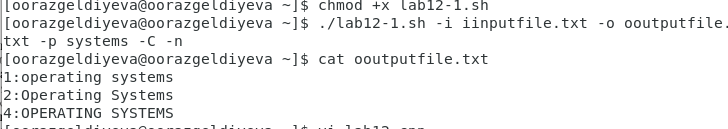 [oorazgeldiyeva@oorazgeldiyeva ~]$ chmod +x lab12-1.sh
[oorazgeldiyeva@oorazgeldiyeva ~]$ ./lab12-1.sh -i iinputfile.txt -o ooutputfile.
txt -p systems -C -n
[oorazgeldiyeva@oorazgeldiyeva ~]$ cat ooutputfile.txt
1:operating systems
2:Operating Systems
4:OPERATING SYSTEMS